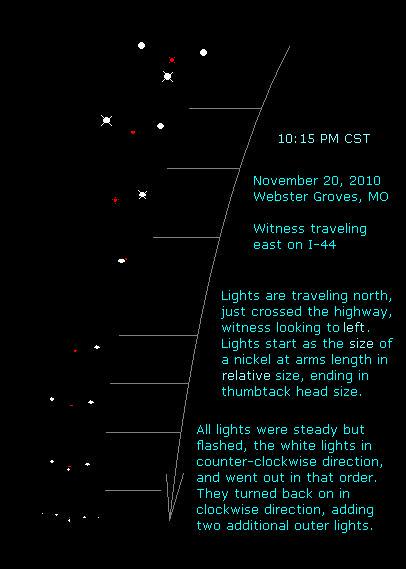 10:15 PM CST
November 20, 2010
Webster Groves, MO
Witness traveling
east on I-44
Lights are traveling north,
just crossed the highway,
witness looking to left.
Lights start as the size of
a nickel at arms length in
relative size, ending in
thumbtack head size.
All lights were steady but
flashed, the white lights in
counter-clockwise direction,
and went out in that order.
They turned back on in
clockwise direction, adding
two additional outer lights.